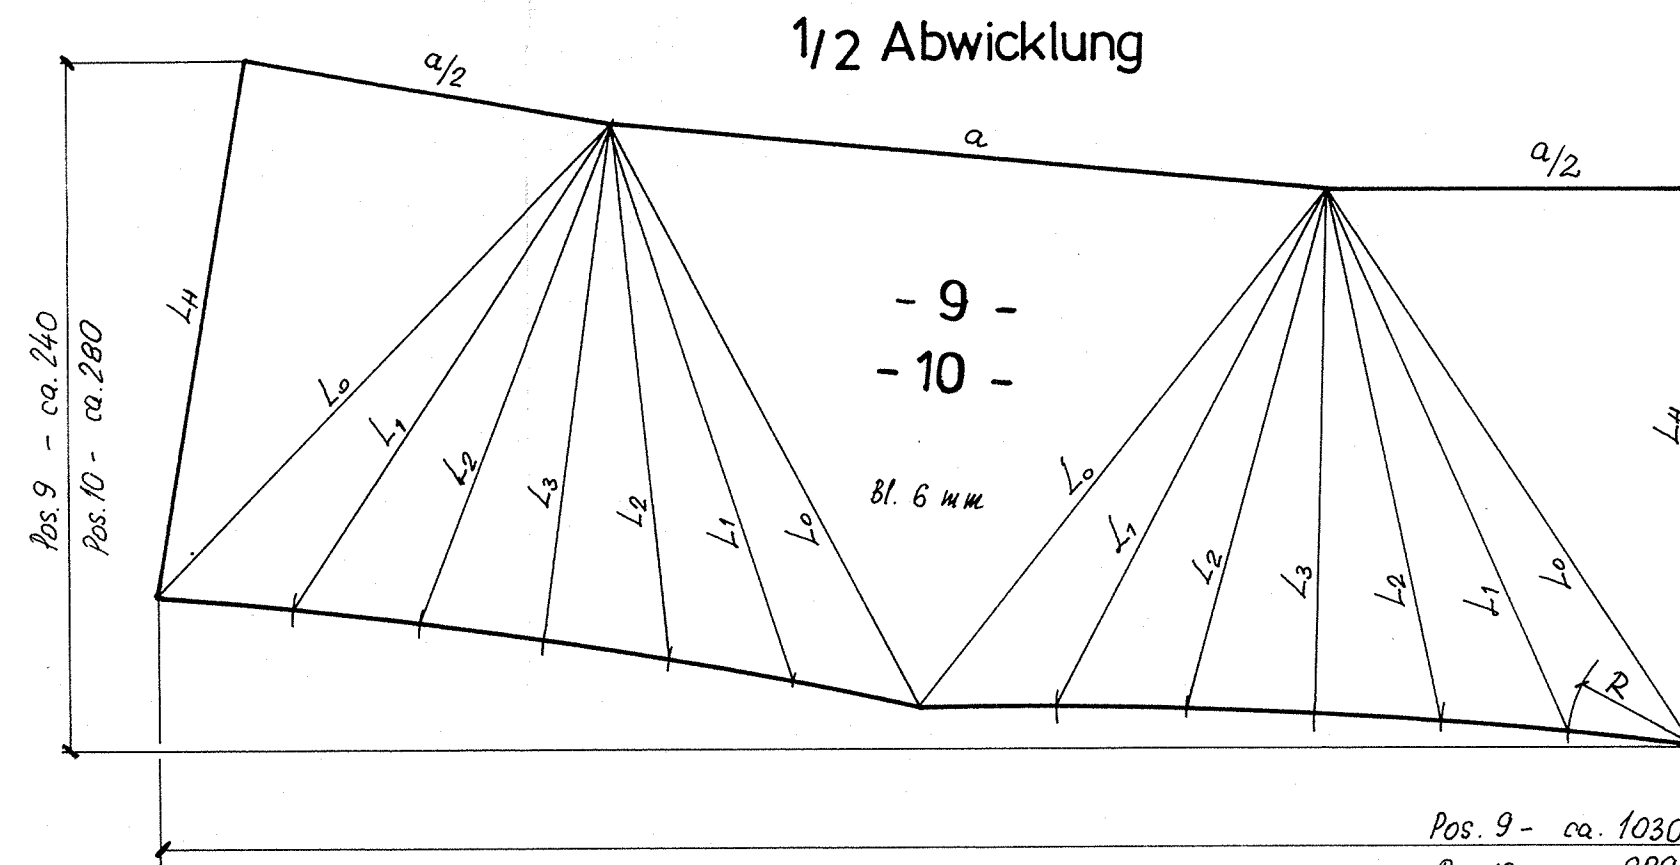 1/2 Abwicklung
a/2
a
a/2
LH
- 9 -
- 10 -
Bl. 6 mm
Pos. 9 - ca. 240
Pos. 10 - ca. 280
L0
L1
L2
L3
L2
L1
L0
L0
L1
L2
L3
L2
L1
L0
LH
R
Pos. 9 - ca. 1030